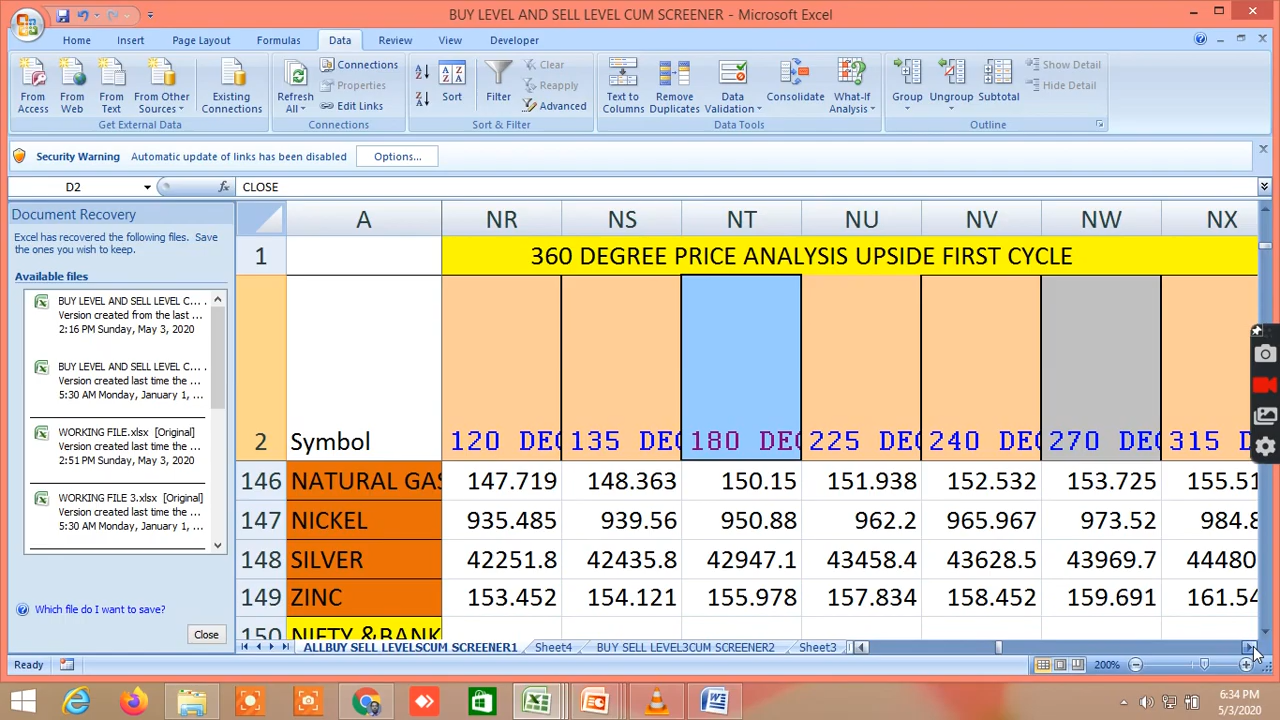 BUY LEVEL AND SELL LEVEL CUM SCREENER - Microsoft Excel
Home Insert Page Layout Formulas Data Review View Developer
From Access
From Web
From Text
From Other Sources
Existing Connections
Get External Data
Refresh All
Connections
Properties
Edit Links
Connections
Sort
Filter
Clear
Reapply
Advanced
Sort & Filter
Text to Columns
Remove Duplicates
Data Validation
Consolidate
What-If Analysis
Data Tools
Group
Ungroup
Subtotal
Show Detail
Hide Detail
Outline
Security Warning Automatic update of links has been disabled Options...
D2 fx CLOSE
Document Recovery
Excel has recovered the following files. Save
the ones you wish to keep.
Available files
BUY LEVEL AND SELL LEVEL C...
Version created from the last ...
2:16 PM Sunday, May 3, 2020
BUY LEVEL AND SELL LEVEL C...
Version created last time the ...
5:30 AM Monday, January 1, ...
WORKING FILE.xlsx [Original]
Version created last time the ...
2:51 PM Sunday, May 3, 2020
WORKING FILE 3.xlsx [Original]
Version created last time the ...
5:30 AM Monday, January 1, ...
Which file do I want to save?
Close
A NR NS NT NU NV NW NX
1 360 DEGREE PRICE ANALYSIS UPSIDE FIRST CYCLE
2 Symbol 120 DEG 135 DEG 180 DEG 225 DEG 240 DEG 270 DEG 315 D
146 NATURAL GAS 147.719 148.363 150.15 151.938 152.532 153.725 155.51
147 NICKEL 935.485 939.56 950.88 962.2 965.967 973.52 984.8
148 SILVER 42251.8 42435.8 42947.1 43458.4 43628.5 43969.7 44480
149 ZINC 153.452 154.121 155.978 157.834 158.452 159.691 161.54
150 NIFTY &BANK
ALLBUY SELL LEVELSCUM SCREENER1 Sheet4 BUY SELL LEVEL3CUM SCREENER2 Sheet3
Ready 200%
6:34 PM
5/3/2020